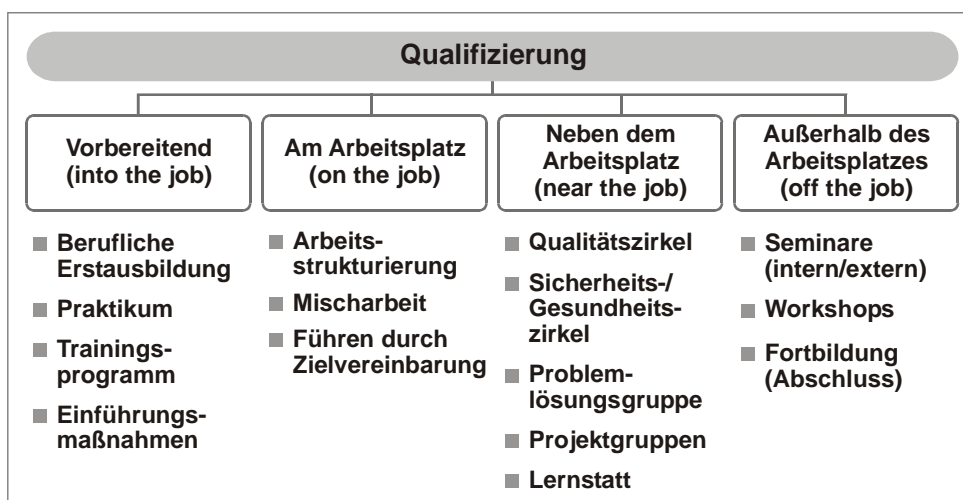 Qualifizierung
Vorbereitend
(into the job)
Berufliche
Erstausbildung
Praktikum
Trainings-
programm
Einführungs-
maßnahmen
Am Arbeitsplatz
(on the job)
Arbeits-
strukturierung
Mischarbeit
Führen durch
Zielvereinbarung
Neben dem
Arbeitsplatz
(near the job)
Qualitätszirkel
Sicherheits-/
Gesundheits-
zirkel
Problem-
lösungsgruppe
Projektgruppen
Lernstatt
Außerhalb des
Arbeitsplatzes
(off the job)
Seminare
(intern/extern)
Workshops
Fortbildung
(Abschluss)